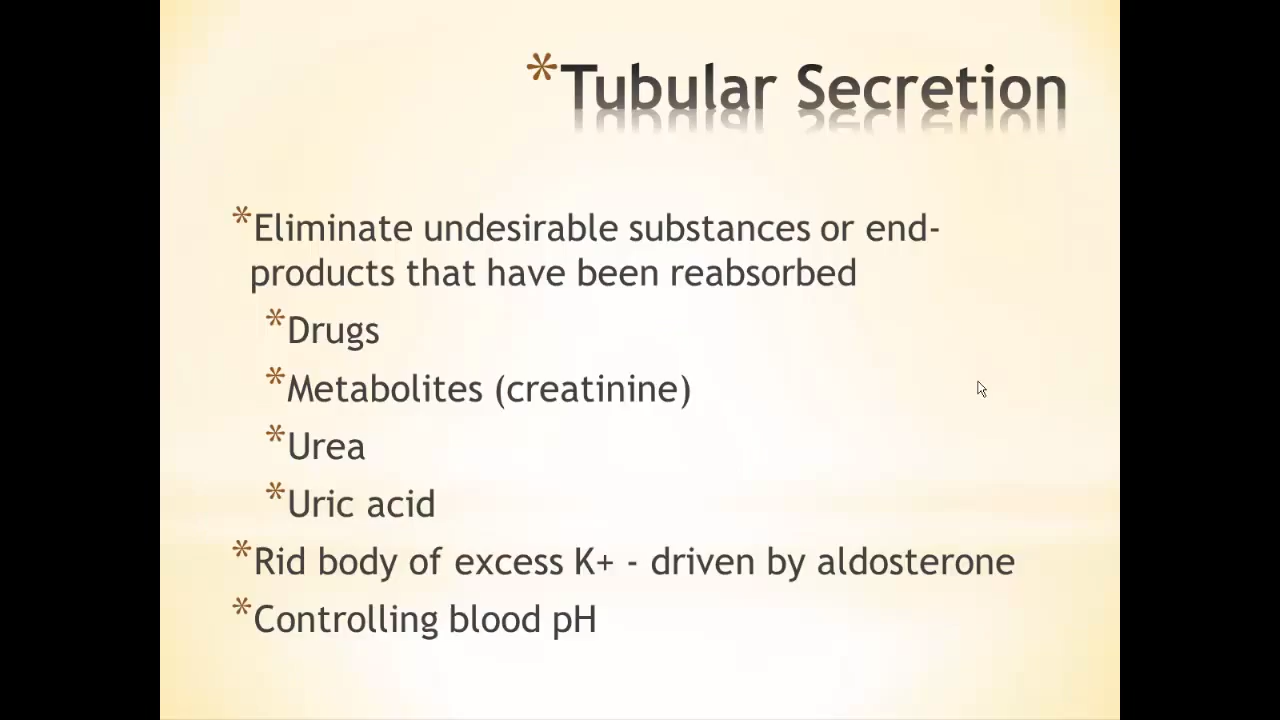 *Tubular Secretion
*Eliminate undesirable substances or end-
products that have been reabsorbed
*Drugs
*Metabolites (creatinine)
*Urea
*Uric acid
*Rid body of excess K+ - driven by aldosterone
*Controlling blood pH